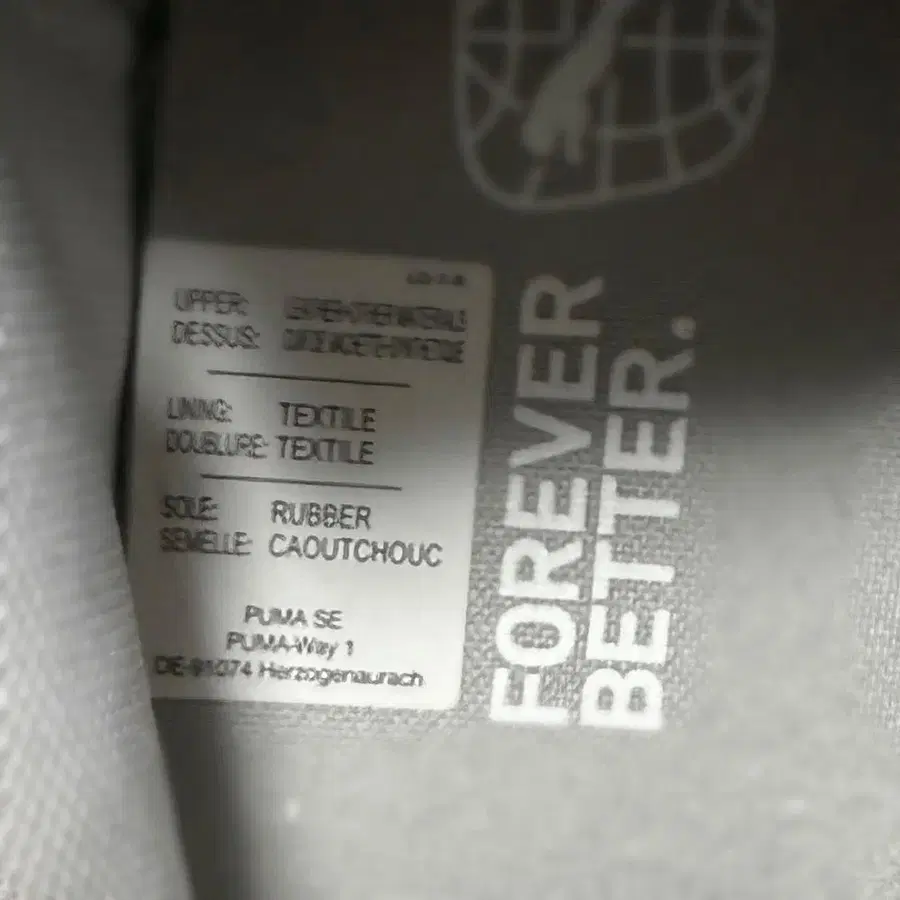 UPPER:
DESSUS:
LINING: TEXTILE
DOUBLURE: TEXTILE
SOLE: RUBBER
SEMELLE: CAOUTCHOUC
PUMA SE
PUMA-Way 1
DE-91074 Herzogenaurach
FOREVER
BETTER.